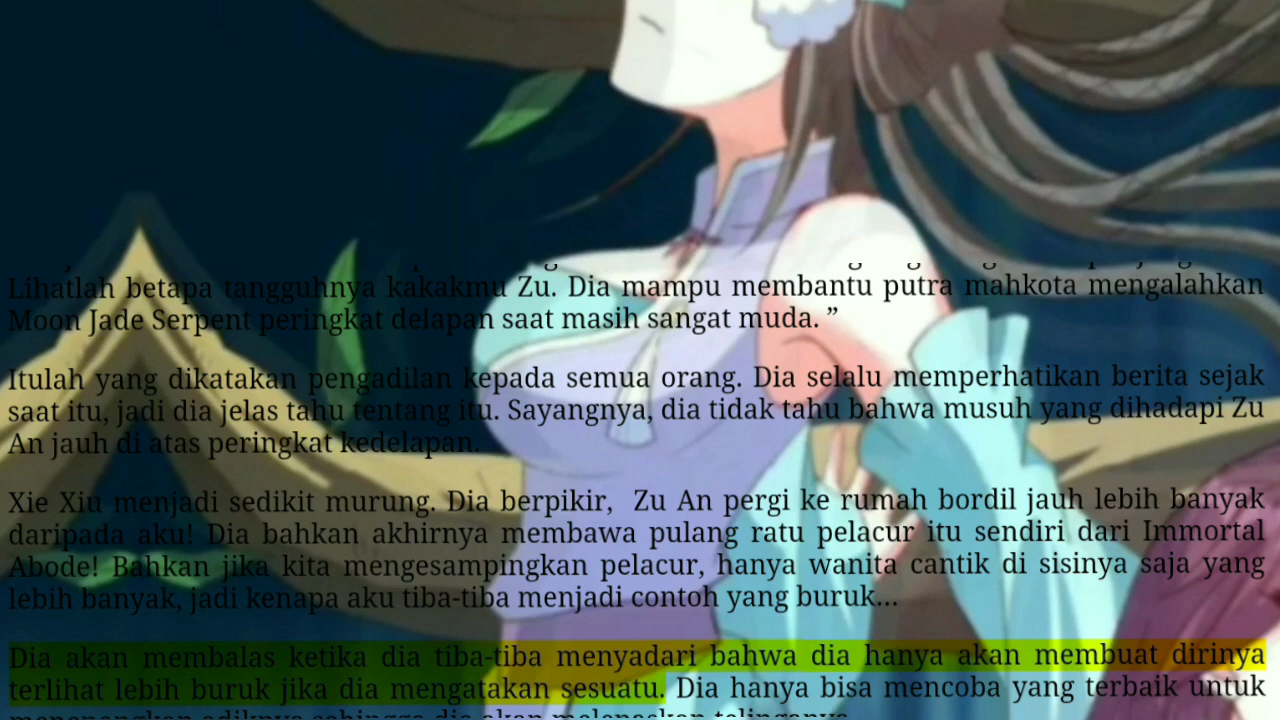 Lihatlah betapa tangguhnya kakakmu Zu. Dia mampu membantu putra mahkota mengalahkan
Moon Jade Serpent peringkat delapan saat masih sangat muda. ”
Itulah yang dikatakan pengadilan kepada semua orang. Dia selalu memperhatikan berita sejak
saat itu, jadi dia jelas tahu tentang itu. Sayangnya, dia tidak tahu bahwa musuh yang dihadapi Zu
An jauh di atas peringkat kedelapan.
Xie Xiu menjadi sedikit murung. Dia berpikir, Zu An pergi ke rumah bordil jauh lebih banyak
daripada aku! Dia bahkan akhirnya membawa pulang ratu pelacur itu sendiri dari Immortal
Abode! Bahkan jika kita mengesampingkan pelacur, hanya wanita cantik di sisinya saja yang
lebih banyak, jadi kenapa aku tiba-tiba menjadi contoh yang buruk...
Dia akan membalas ketika dia tiba-tiba menyadari bahwa dia hanya akan membuat dirinya
terlihat lebih buruk jika dia mengatakan sesuatu. Dia hanya bisa mencoba yang terbaik untuk